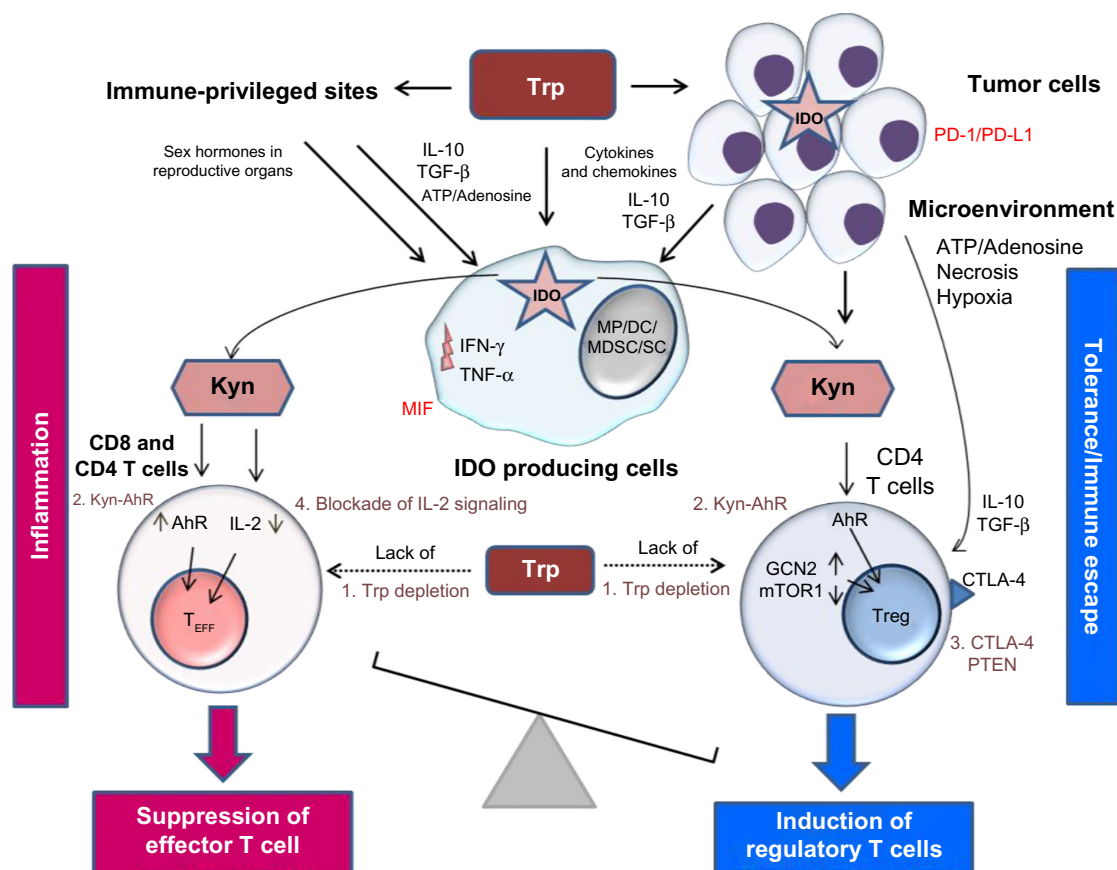 Trp
Immune-privileged sites
Tumor cells
IDO
PD-1/PD-L1
Sex hormones in
reproductive organs
IL-10
TGF-β
ATP/Adenosine
Cytokines
and chemokines
IL-10
TGF-β
Microenvironment
ATP/Adenosine
Necrosis
Hypoxia
IDO
MP/DC/
MDSC/SC
IFN-γ
TNF-α
MIF
IDO producing cells
Kyn
Kyn
Inflammation
Tolerance/Immune escape
CD8 and
CD4 T cells
2. Kyn-AhR
4. Blockade of IL-2 signaling
AhR
IL-2
TEFF
Lack of
1. Trp depletion
Trp
Lack of
1. Trp depletion
2. Kyn-AhR
CD4
T cells
AhR
GCN2
mTOR1
Treg
IL-10
TGF-β
CTLA-4
3. CTLA-4
PTEN
Suppression of
effector T cell
Induction of
regulatory T cells